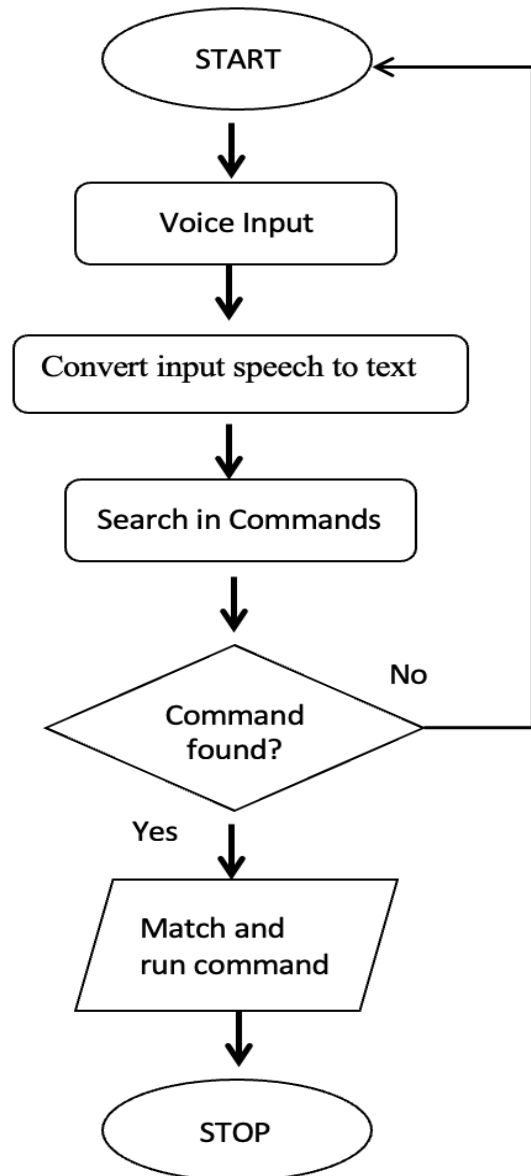 START
Voice Input
Convert input speech to text
Search in Commands
No
Command
found?
Yes
Match and
run command
STOP